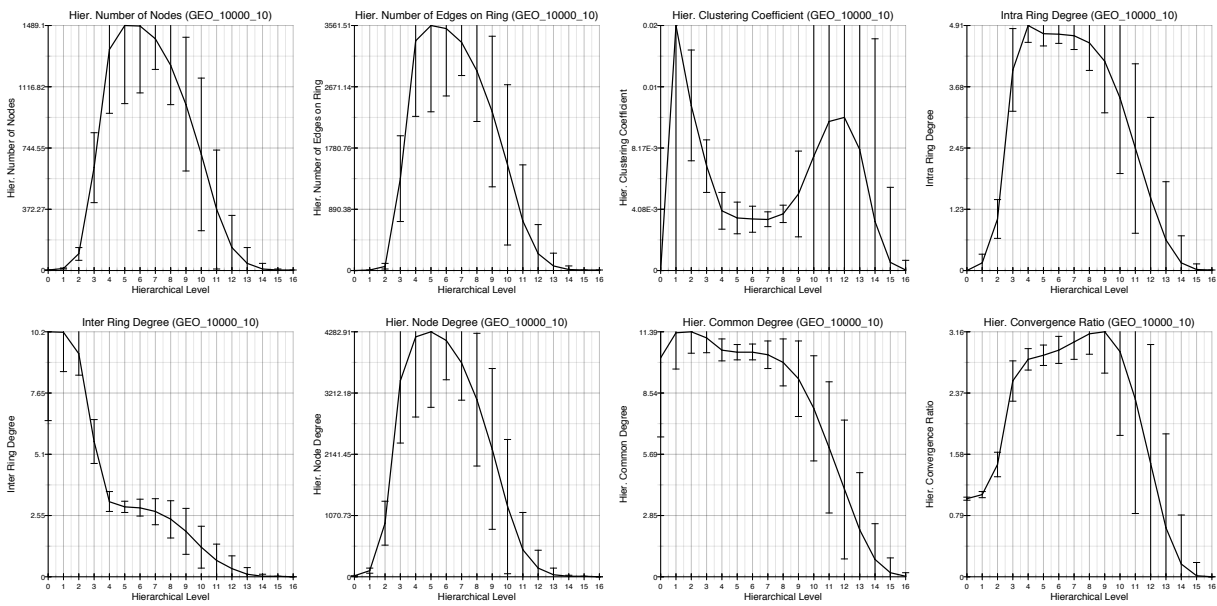 Hier. Number of Nodes (GEO_10000_10)
1489.1
1116.82
744.55
372.27
0
Hier. Number of Nodes
0 1 2 3 4 5 6 7 8 9 10 11 12 13 14 15 16
Hierarchical Level
Hier. Number of Edges on Ring (GEO_10000_10)
3561.51
2671.14
1780.76
890.38
0
Hier. Number of Edges on Ring
0 1 2 3 4 5 6 7 8 9 10 11 12 13 14 15 16
Hierarchical Level
Hier. Clustering Coefficient (GEO_10000_10)
0.02
0.01
8.17E-3
4.08E-3
0
Hier. Clustering Coefficient
0 1 2 3 4 5 6 7 8 9 10 11 12 13 14 15 16
Hierarchical Level
Intra Ring Degree (GEO_10000_10)
4.91
3.68
2.45
1.23
0
Intra Ring Degree
0 1 2 3 4 5 6 7 8 9 10 11 12 13 14 15 16
Hierarchical Level
Inter Ring Degree (GEO_10000_10)
10.2
7.65
5.1
2.55
0
Inter Ring Degree
0 1 2 3 4 5 6 7 8 9 10 11 12 13 14 15 16
Hierarchical Level
Hier. Node Degree (GEO_10000_10)
4282.91
3212.18
2141.45
1070.73
0
Hier. Node Degree
0 1 2 3 4 5 6 7 8 9 10 11 12 13 14 15 16
Hierarchical Level
Hier. Common Degree (GEO_10000_10)
11.39
8.54
5.69
2.85
0
Hier. Common Degree
0 1 2 3 4 5 6 7 8 9 10 11 12 13 14 15 16
Hierarchical Level
Hier. Convergence Ratio (GEO_10000_10)
3.16
2.37
1.58
0.79
0
Hier. Convergence Ratio
0 1 2 3 4 5 6 7 8 9 10 11 12 13 14 15 16
Hierarchical Level